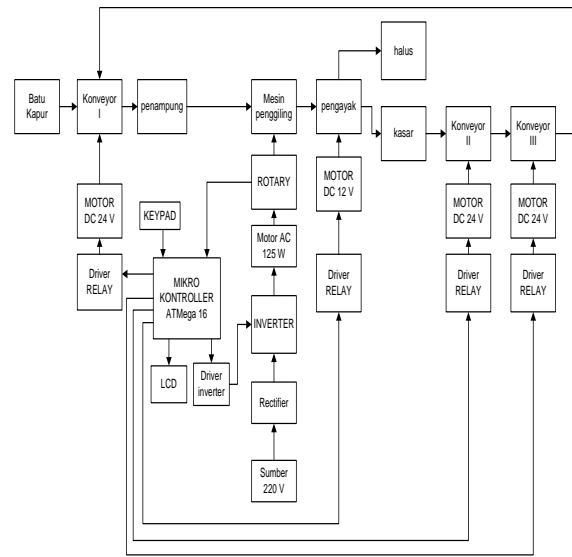 halus
Batu
Kapur
Konveyor
I
penampung
Mesin
penggiling
pengayak
kasar
Konveyor
II
Konveyor
III
MOTOR
DC 24 V
KEYPAD
ROTARY
MOTOR
DC 12 V
MOTOR
DC 24 V
MOTOR
DC 24 V
Motor AC
125 W
Driver
RELAY
MIKRO
KONTROLLER
ATMega 16
INVERTER
Driver
RELAY
Driver
RELAY
Driver
RELAY
LCD
Driver
inverter
Rectifier
Sumber
220 V